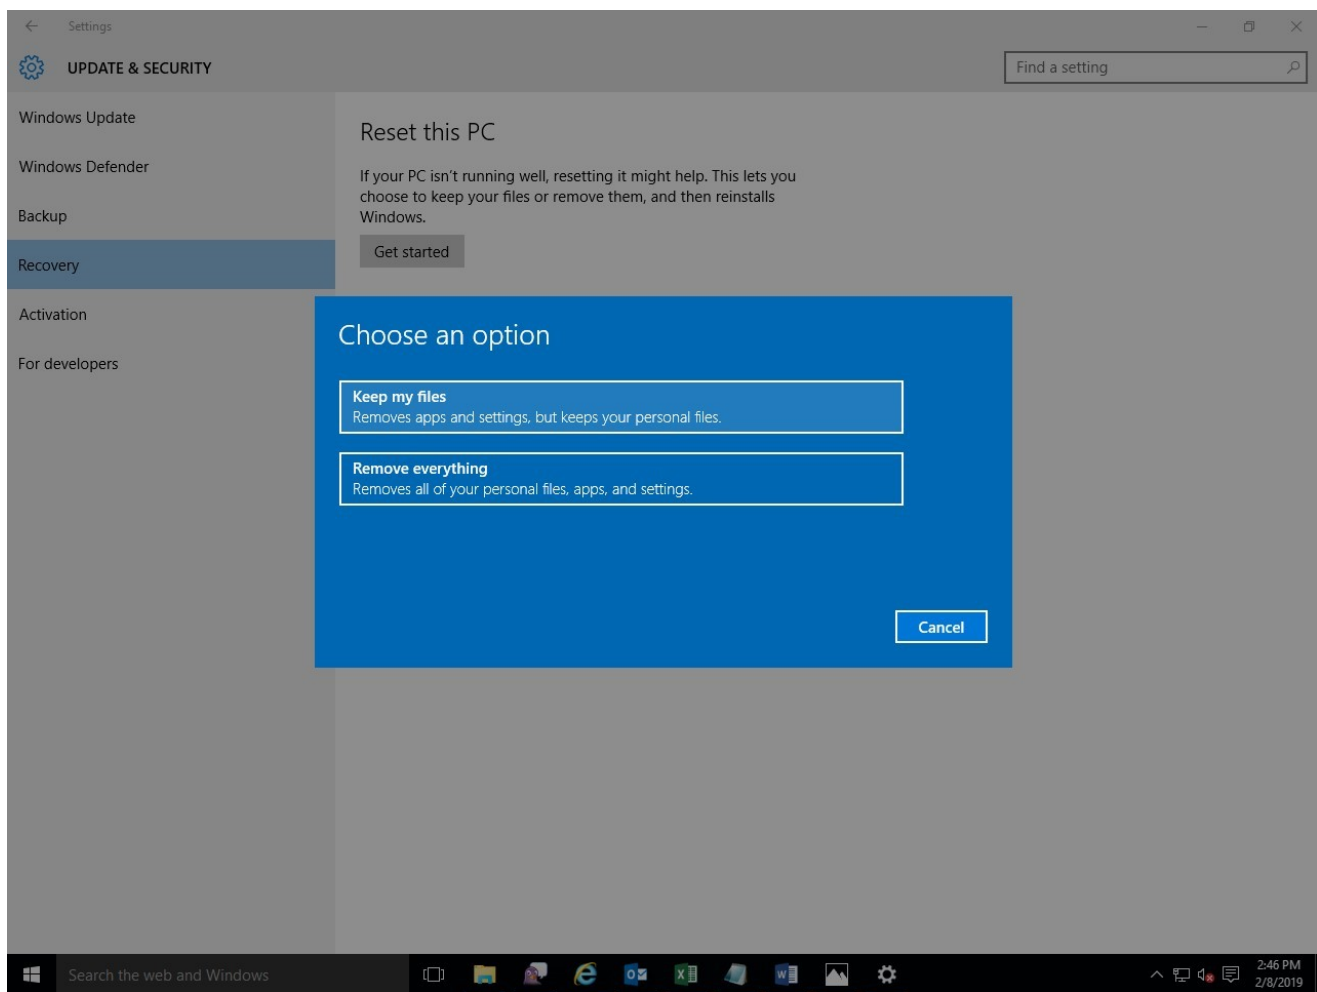 Settings
UPDATE & SECURITY
Find a setting
Windows Update
Windows Defender
Backup
Recovery
Activation
For developers
Reset this PC
If your PC isn't running well, resetting it might help. This lets you
choose to keep your files or remove them, and then reinstalls
Windows.
Get started
Choose an option
Keep my files
Removes apps and settings, but keeps your personal files.
Remove everything
Removes all of your personal files, apps, and settings.
Cancel
Search the web and Windows
2:46 PM
2/8/2019